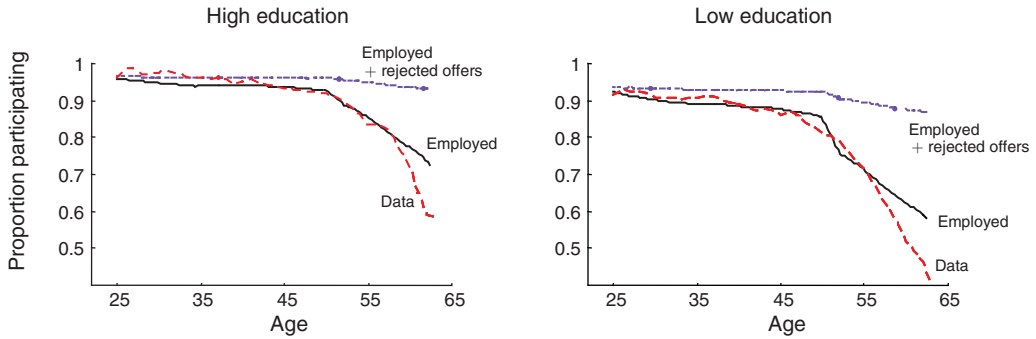 High education
Proportion participating
1
0.9
0.8
0.7
0.6
0.5
Employed
+ rejected offers
Employed
Data
25
35
45
55
65
Age
Low education
1
0.9
0.8
0.7
0.6
0.5
Employed
+ rejected offers
Employed
Data
25
35
45
55
65
Age